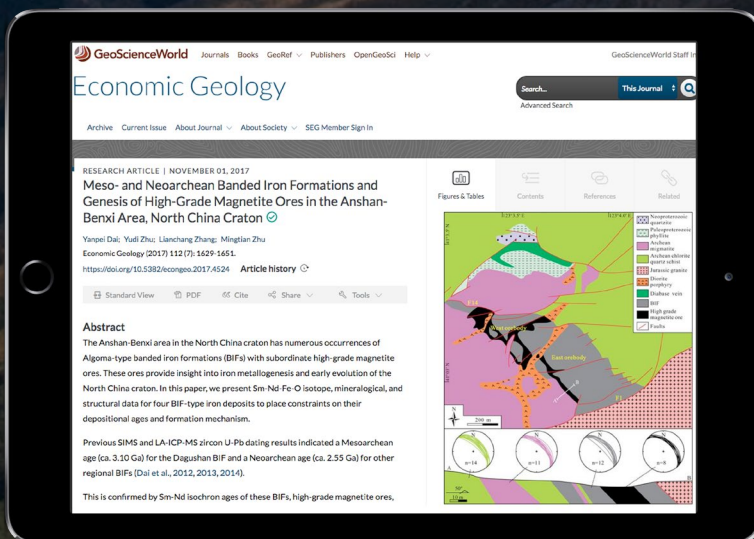 GeoScienceWorld Journals Books GeoRef Publishers OpenGeoSci Help
GeoScienceWorld Staff In
Economic Geology
Search...
This Journal
Advanced Search
Archive Current Issue About Journal About Society SEG Member Sign In
RESEARCH ARTICLE | NOVEMBER 01, 2017
Meso- and Neoarchean Banded Iron Formations and
Genesis of High-Grade Magnetite Ores in the Anshan-
Benxi Area, North China Craton
Yanpei Dai; Yudi Zhu; Lianchang Zhang; Mingtian Zhu
Economic Geology (2017) 112 (7): 1629-1651.
https://doi.org/10.5382/econgeo.2017.4524 Article history
Standard View PDF Cite Share Tools
Abstract
The Anshan-Benxi area in the North China craton has numerous occurrences of
Algoma-type banded iron formations (BIFs) with subordinate high-grade magnetite
ores. These ores provide insight into iron metallogenesis and early evolution of the
North China craton. In this paper, we present Sm-Nd-Fe-O isotope, mineralogical, and
structural data for four BIF-type iron deposits to place constraints on their
depositional ages and formation mechanism.
Previous SIMS and LA-ICP-MS zircon U-Pb dating results indicated a Mesoarchean
age (ca. 3.10 Ga) for the Dagushan BIF and a Neoarchean age (ca. 2.55 Ga) for other
regional BIFs (Dai et al., 2012, 2013, 2014).
This is confirmed by Sm-Nd isochron ages of these BIFs, high-grade magnetite ores,
Figures & Tables
Contents
References
Related
Neoproterozoic
quartzite
Paleoproterozoic
phyllite
Archean
migmatite
Archean chlorite
quartz schist
Jurassic granite
Diorite
porphyry
Diabase vein
BIF
High grade
magnetite ore
Faults
F14
West orebody
East orebody
F1
N
200 m
N
N
N
N
n=14
n=11
n=12
n=8
A
B
10 m